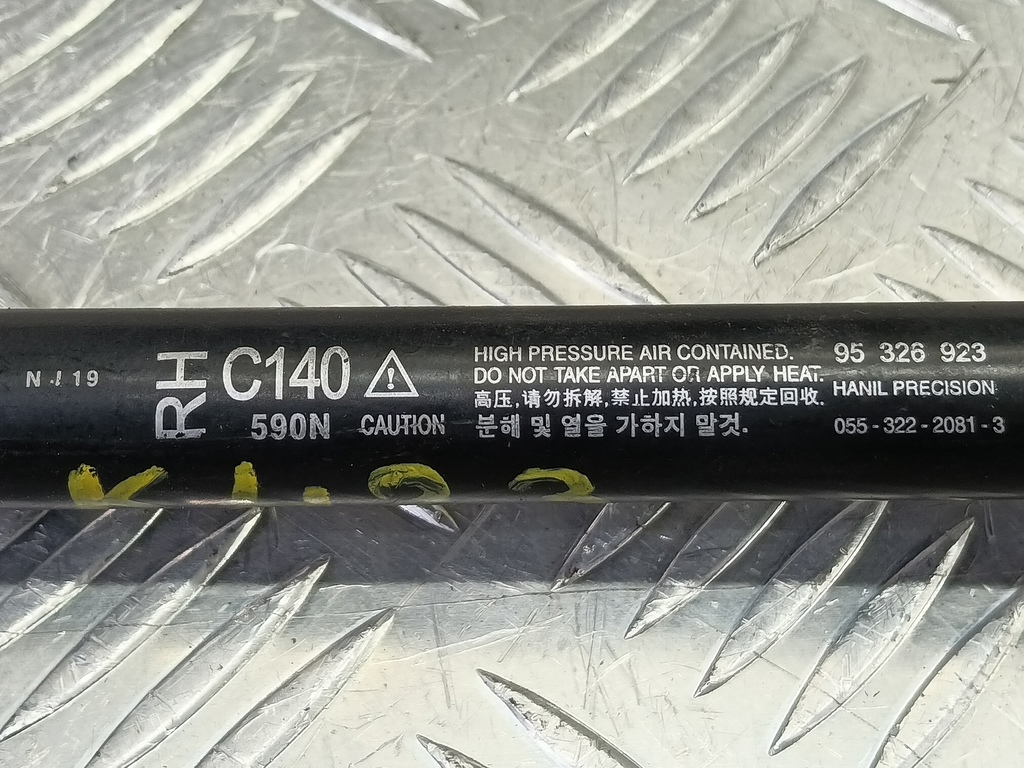 N J 19
RH
C140
590N
CAUTION
HIGH PRESSURE AIR CONTAINED.
DO NOT TAKE APART OR APPLY HEAT.
高压,请勿拆解,禁止加热,按照规定回收.
분해 및 열을 가하지 말것.
95 326 923
HANIL PRECISION
055-322-2081-3